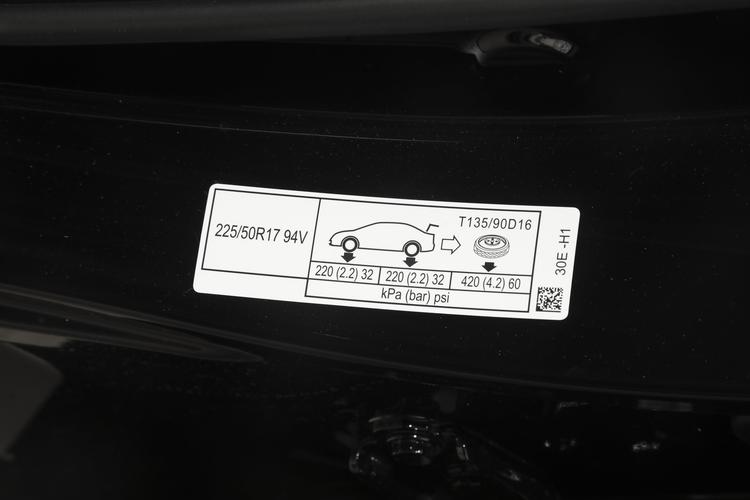 225/50R17 94V
T135/90D16
220 (2.2) 32 220 (2.2) 32 420 (4.2) 60
kPa (bar) psi
30E -H1